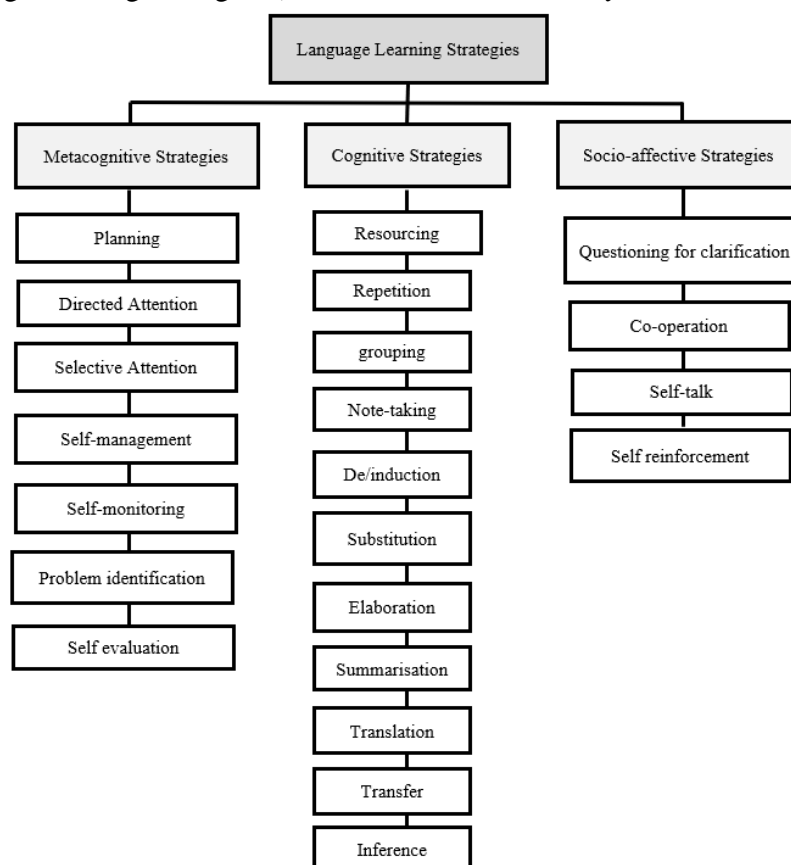 Language Learning Strategies
Metacognitive Strategies
Planning
Directed Attention
Selective Attention
Self-management
Self-monitoring
Problem identification
Self evaluation
Cognitive Strategies
Resourcing
Repetition
grouping
Note-taking
De/induction
Substitution
Elaboration
Summarisation
Translation
Transfer
Inference
Socio-affective Strategies
Questioning for clarification
Co-operation
Self-talk
Self reinforcement